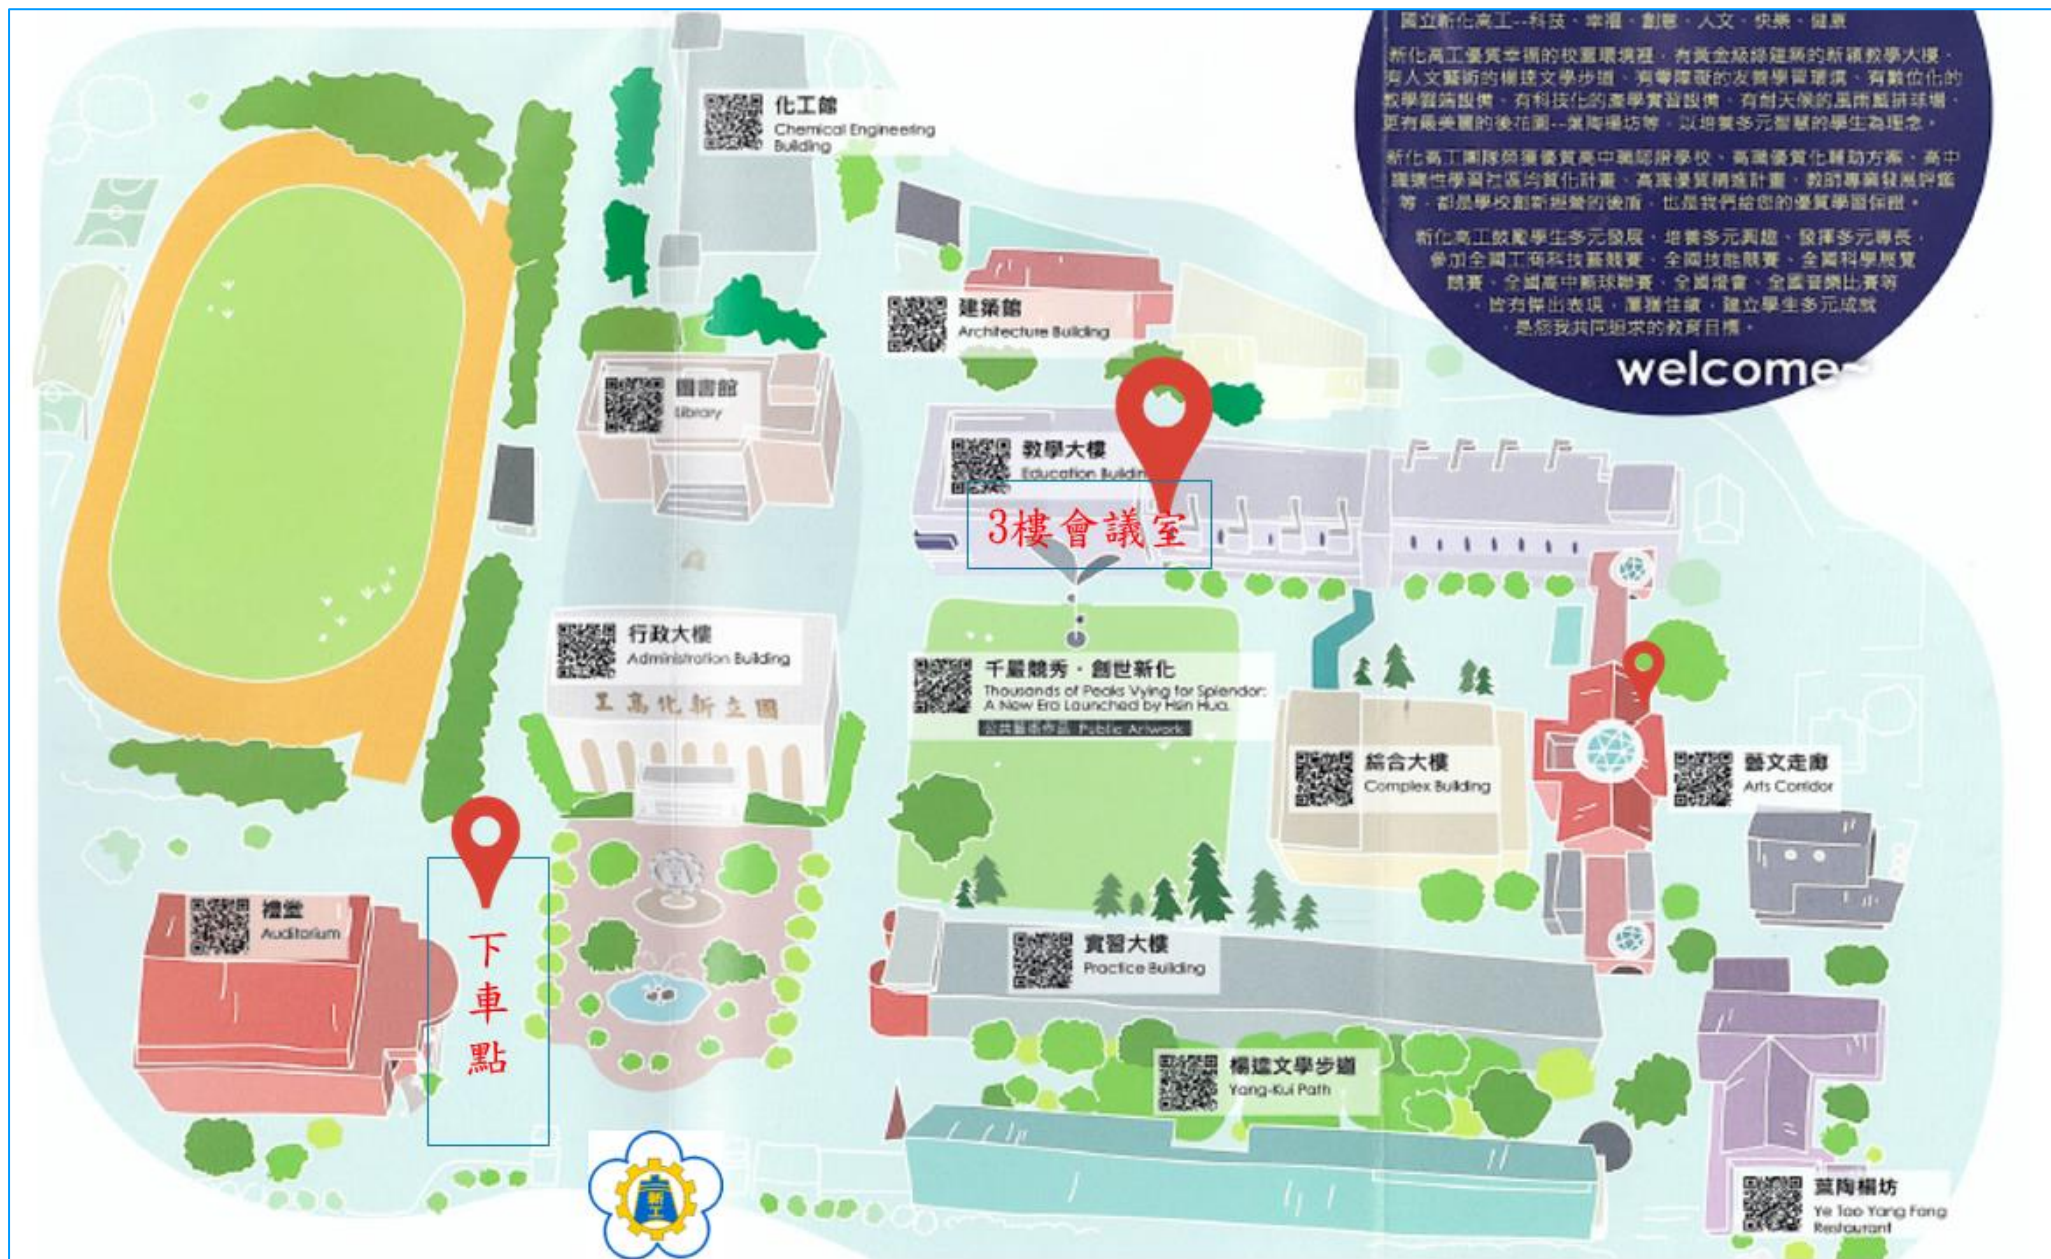 國立新化高工--科技、幸福、創意、人文、快樂、健康
新化高工優質幸福的校園環境裡，有黃金級綠建築的新穎教學大樓、
有人文藝術的楊逵文學步道、有零障礙的友善學習環境、有數位化的
教學雲端設備、有科技化的產學實習設備、有耐天候的風雨籃排球場，
更有最美麗的後花園--葉陶楊坊等，以培養多元智慧的學生為理念。
新化高工團隊榮獲優質高中職認證學校、高職優質化輔助方案、高中
職適性學習社區均質化計畫、高職優質精進計畫、教師專業發展評鑑
等，都是學校創新經營的後盾，也是我們給您的優質學習保證。
新化高工鼓勵學生多元發展、培養多元興趣、發揮多元專長，
參加全國工商科技藝競賽、全國技能競賽、全國科學展覽
競賽、全國高中籃球聯賽、全國燈會、全國音樂比賽等
皆有傑出表現，屢獲佳績，建立學生多元成就
是您我共同追求的教育目標。
welcome~
化工館
Chemical Engineering
Building
建築館
Architecture Building
圖書館
Library
教學大樓
Education Buildin
3樓會議室
行政大樓
Administration Building
工高化新立國
千巖競秀・創世新化
Thousands of Peaks Vying for Splendor:
A New Era Launched by Hsin Hua.
公共藝術作品 Public Artwork
綜合大樓
Complex Building
藝文走廊
Arts Corridor
禮堂
Auditorium
下車點
實習大樓
Practice Building
楊逵文學步道
Yang-Kui Path
葉陶楊坊
Ye Tao Yang Fang
Restaurant
新工